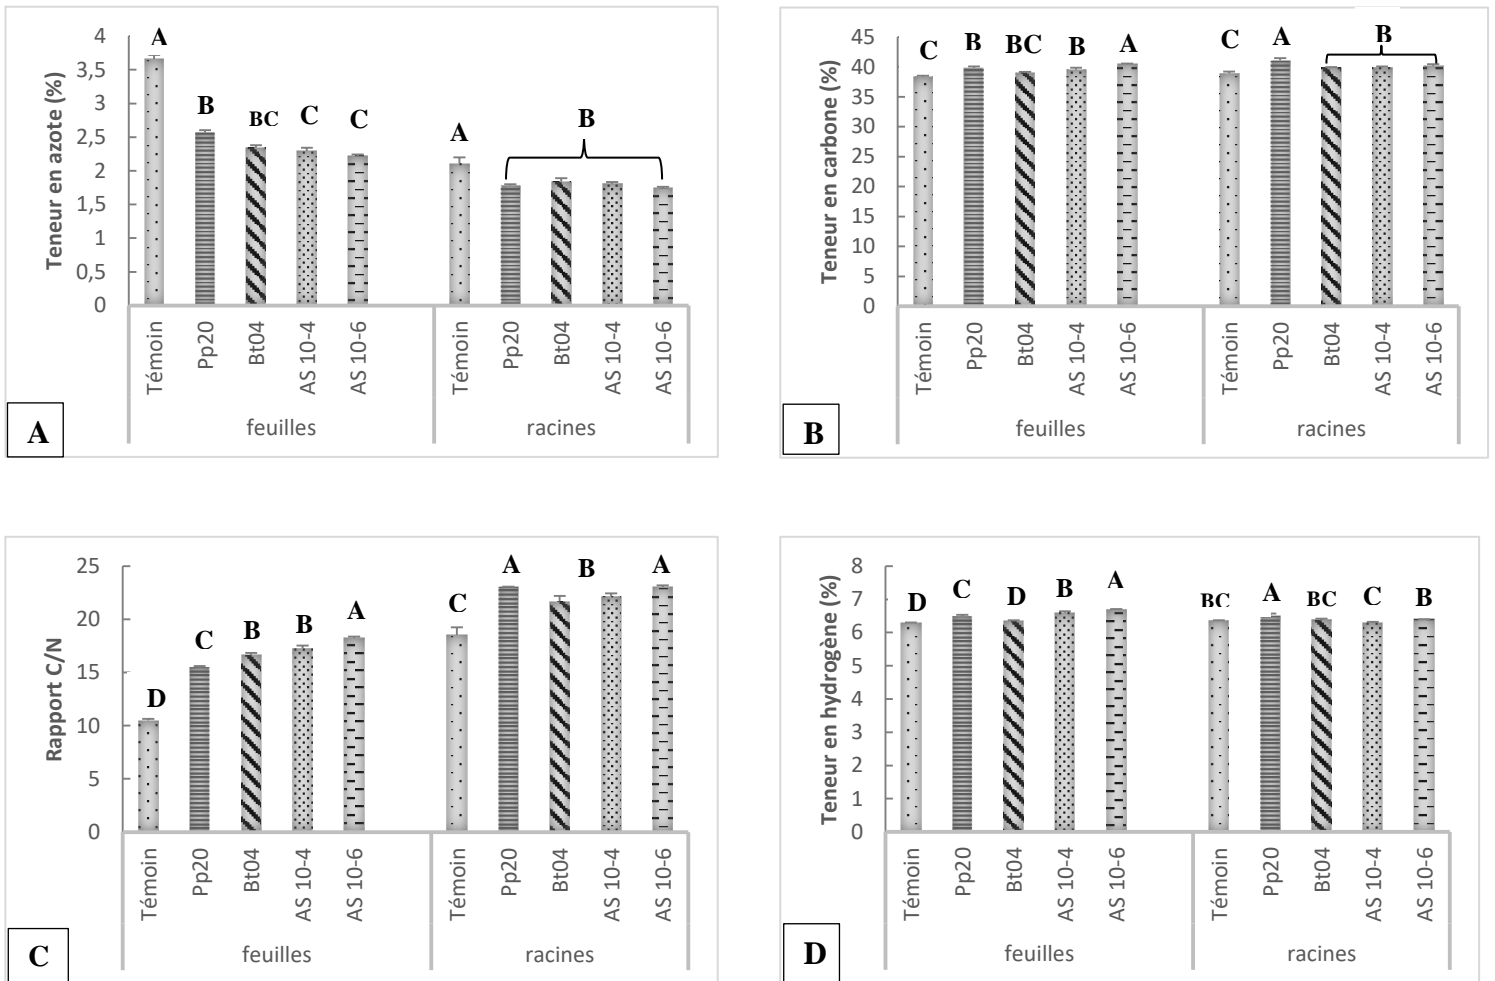 Teneur en azote (%)
4
3,5
3
2,5
2
1,5
1
0,5
0
A
B
BC
C
C
A
B
Témoin
Pp20
Bt04
AS 10-4
AS 10-6
Témoin
Pp20
Bt04
AS 10-4
AS 10-6
feuilles
racines
A
Teneur en carbone (%)
45
40
35
30
25
20
15
10
5
0
C
B
BC
B
A
C
A
B
Témoin
Pp20
Bt04
AS 10-4
AS 10-6
Témoin
Pp20
Bt04
AS 10-4
AS 10-6
feuilles
racines
B
Rapport C/N
25
20
15
10
5
0
D
C
B
B
A
C
A
B
A
Témoin
Pp20
Bt04
AS 10-4
AS 10-6
Témoin
Pp20
Bt04
AS 10-4
AS 10-6
feuilles
racines
C
Teneur en hydrogène (%)
8
7
6
5
4
3
2
1
0
D
C
D
B
A
BC
A
BC
C
B
Témoin
Pp20
Bt04
AS 10-4
AS 10-6
Témoin
Pp20
Bt04
AS 10-4
AS 10-6
feuilles
racines
D